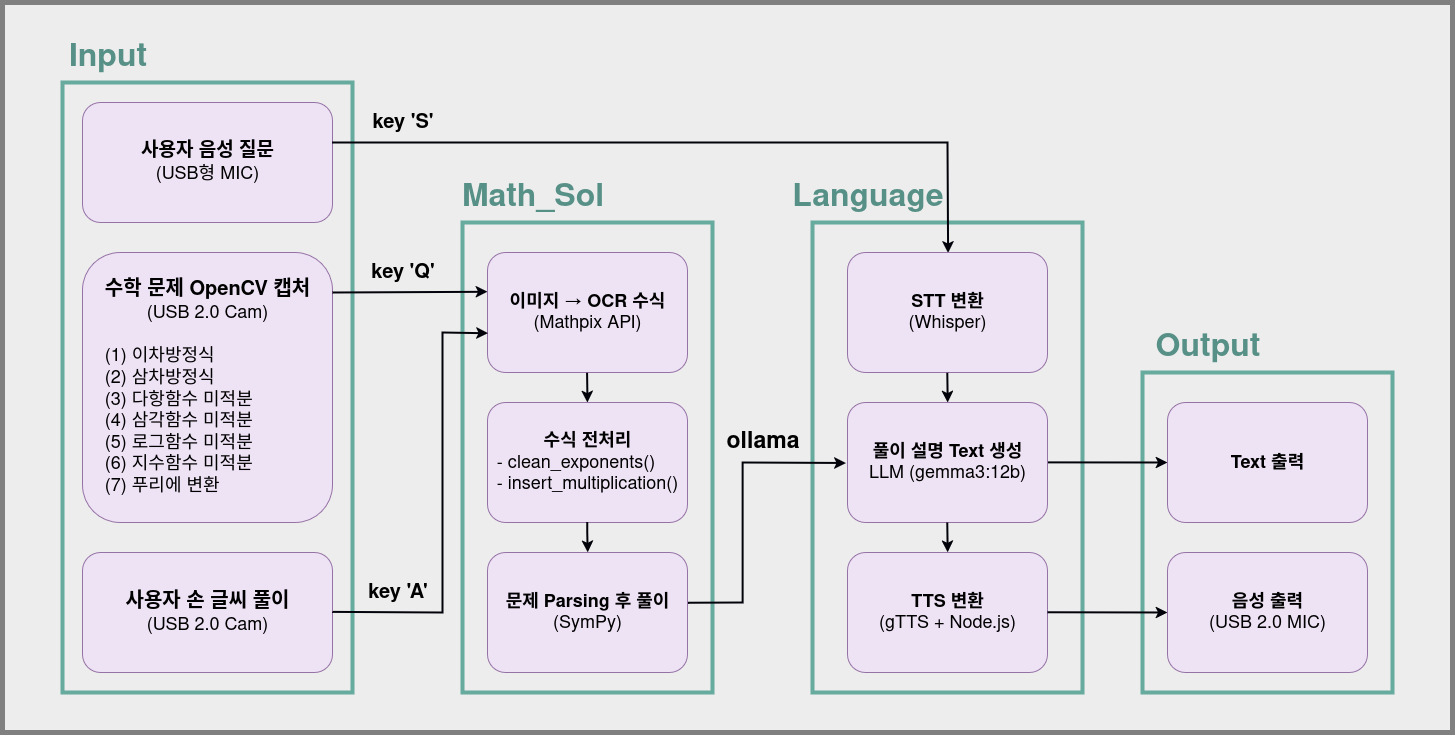 Input
사용자 음성 질문
(USB형 MIC)
수학 문제 OpenCV 캡처
(USB 2.0 Cam)
(1) 이차방정식
(2) 삼차방정식
(3) 다항함수 미적분
(4) 삼각함수 미적분
(5) 로그함수 미적분
(6) 지수함수 미적분
(7) 푸리에 변환
사용자 손 글씨 풀이
(USB 2.0 Cam)
key 'S'
key 'Q'
key 'A'
Math_Sol
이미지 → OCR 수식
(Mathpix API)
수식 전처리
- clean_exponents()
- insert_multiplication()
문제 Parsing 후 풀이
(SymPy)
ollama
Language
STT 변환
(Whisper)
풀이 설명 Text 생성
LLM (gemma3:12b)
TTS 변환
(gTTS + Node.js)
Output
Text 출력
음성 출력
(USB 2.0 MIC)